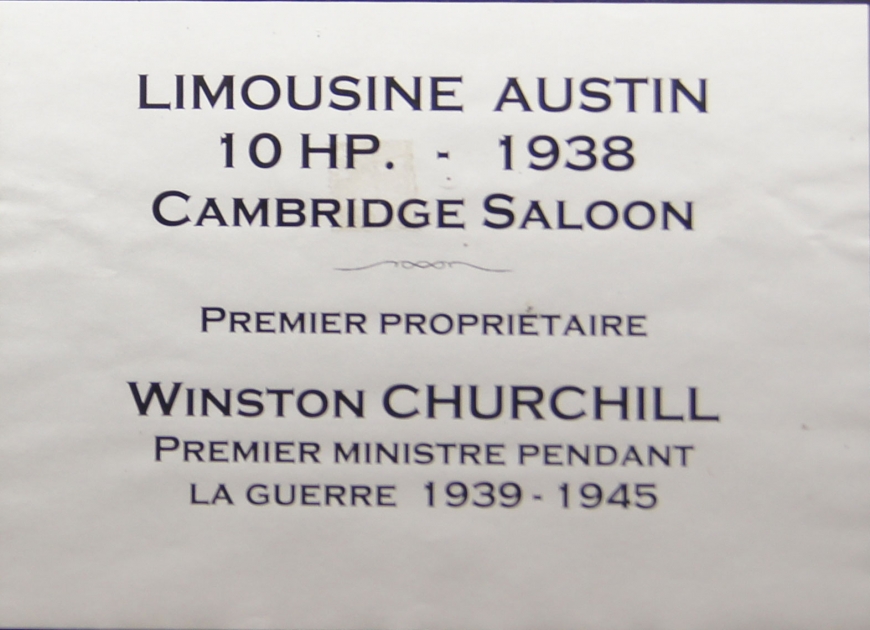 LIMOUSINE AUSTIN
10 HP. - 1938
CAMBRIDGE SALOON
PREMIER PROPRIÉTAIRE
WINSTON CHURCHILL
PREMIER MINISTRE PENDANT
LA GUERRE 1939 - 1945